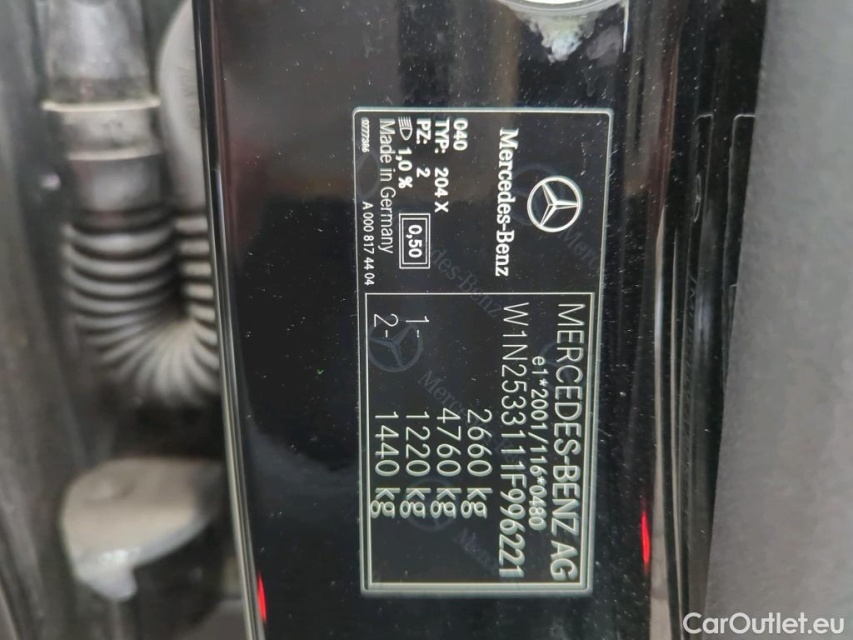 Mercedes-Benz
040
TYP: 204 X
PZ: 2
1,0 % 0,50
Made in Germany
A 000 817 44 04
MERCEDES-BENZ AG
e1*2001/116*0480
W1N2533111F996221
2660 kg
4760 kg
1- 1220 kg
2- 1440 kg
CarOutlet.eu